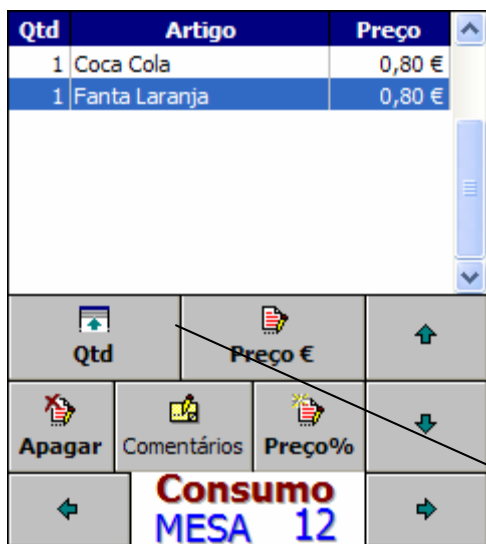 Qtd Artigo Preço
1 Coca Cola 0,80 €
1 Fanta Laranja 0,80 €
Qtd Preço €
Apagar Comentários Preço%
Consumo
MESA 12